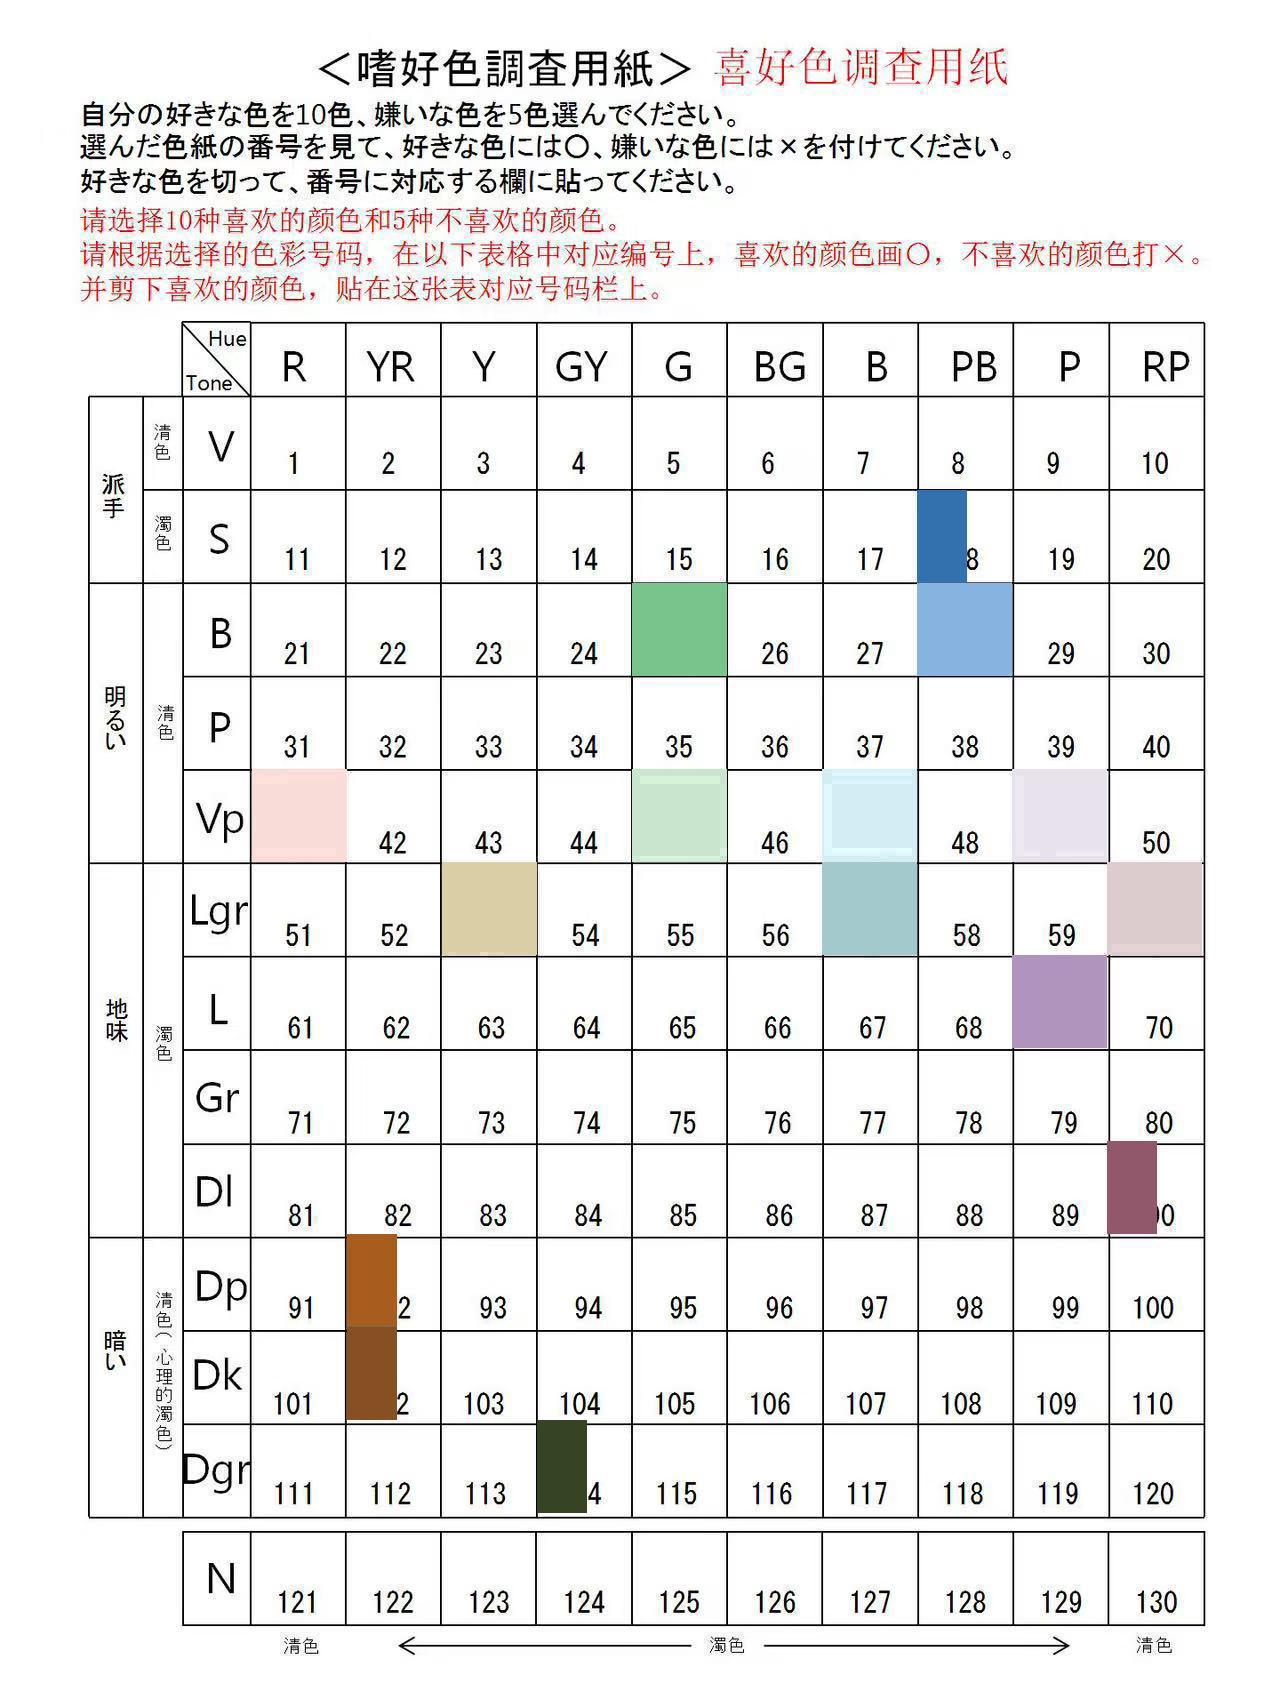 ＜嗜好色調査用紙＞ 喜好色调查用纸
自分の好きな色を10色、嫌いな色を5色選んでください。
選んだ色紙の番号を見て、好きな色には○、嫌いな色には×を付けてください。
好きな色を切って、番号に対応する欄に貼ってください。
请选择10种喜欢的颜色和5种不喜欢的颜色。
请根据选择的色彩号码，在以下表格中对应编号上，喜欢的颜色画○，不喜欢的颜色打×。
并剪下喜欢的颜色，贴在这张表对应号码栏上。
Hue
Tone
R YR Y GY G BG B PB P RP
派手
清色
V 1 2 3 4 5 6 7 8 9 10
濁色
S 11 12 13 14 15 16 17 8 19 20
明るい
清色
B 21 22 23 24 26 27 29 30
P 31 32 33 34 35 36 37 38 39 40
Vp 42 43 44 46 48 50
地味
濁色
Lgr 51 52 54 55 56 58 59
L 61 62 63 64 65 66 67 68 70
Gr 71 72 73 74 75 76 77 78 79 80
Dl 81 82 83 84 85 86 87 88 89 0
暗い
清色(心理的濁色)
Dp 91 2 93 94 95 96 97 98 99 100
Dk 101 2 103 104 105 106 107 108 109 110
Dgr 111 112 113 4 115 116 117 118 119 120
N 121 122 123 124 125 126 127 128 129 130
清色 ← 濁色 → 清色